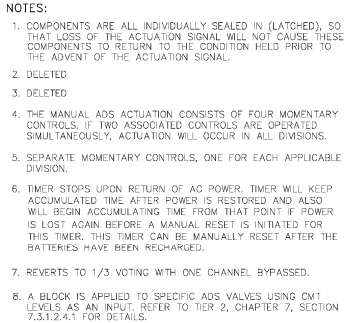 NOTES:
1. COMPONENTS ARE ALL INDIVIDUALLY SEALED IN (LATCHED), SO
THAT LOSS OF THE ACTUATION SIGNAL WILL NOT CAUSE THESE
COMPONENTS TO RETURN TO THE CONDITION HELD PRIOR TO
THE ADVENT OF THE ACTUATION SIGNAL.
2. DELETED
3. DELETED
4. THE MANUAL ADS ACTUATION CONSISTS OF FOUR MOMENTARY
CONTROLS. IF TWO ASSOCIATED CONTROLS ARE OPERATED
SIMULTANEOUSLY, ACTUATION WILL OCCUR IN ALL DIVISIONS.
5. SEPARATE MOMENTARY CONTROLS, ONE FOR EACH APPLICABLE
DIVISION.
6. TIMER STOPS UPON RETURN OF AC POWER. TIMER WILL KEEP
ACCUMULATED TIME AFTER POWER IS RESTORED AND ALSO
WILL BEGIN ACCUMULATING TIME FROM THAT POINT IF POWER
IS LOST AGAIN BEFORE A MANUAL RESET IS INITIATED FOR
THIS TIMER. THIS TIMER CAN BE MANUALLY RESET AFTER THE
BATTERIES HAVE BEEN RECHARGED.
7. REVERTS TO 1/3 VOTING WITH ONE CHANNEL BYPASSED.
8. A BLOCK IS APPLIED TO SPECIFIC ADS VALVES USING CMT
LEVELS AS AN INPUT. REFER TO TIER 2, CHAPTER 7, SECTION
7.3.1.2.4.1 FOR DETAILS.